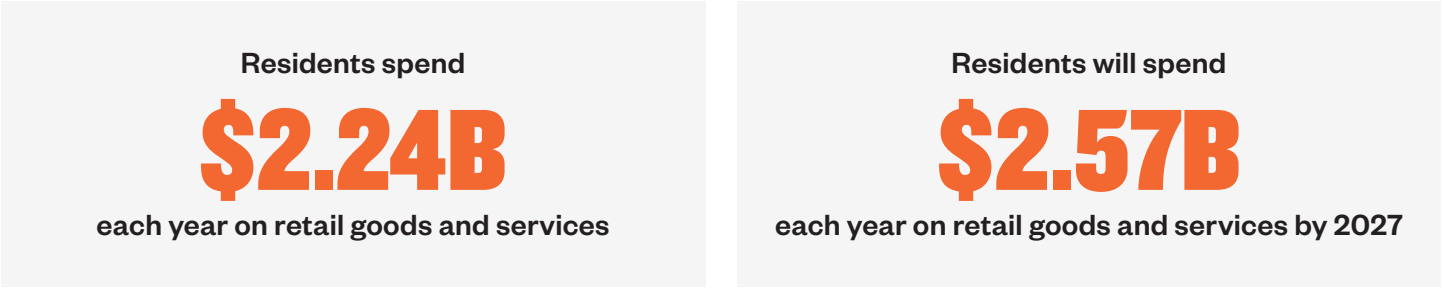 Residents spend
$2.24B
each year on retail goods and services
Residents will spend
$2.57B
each year on retail goods and services by 2027